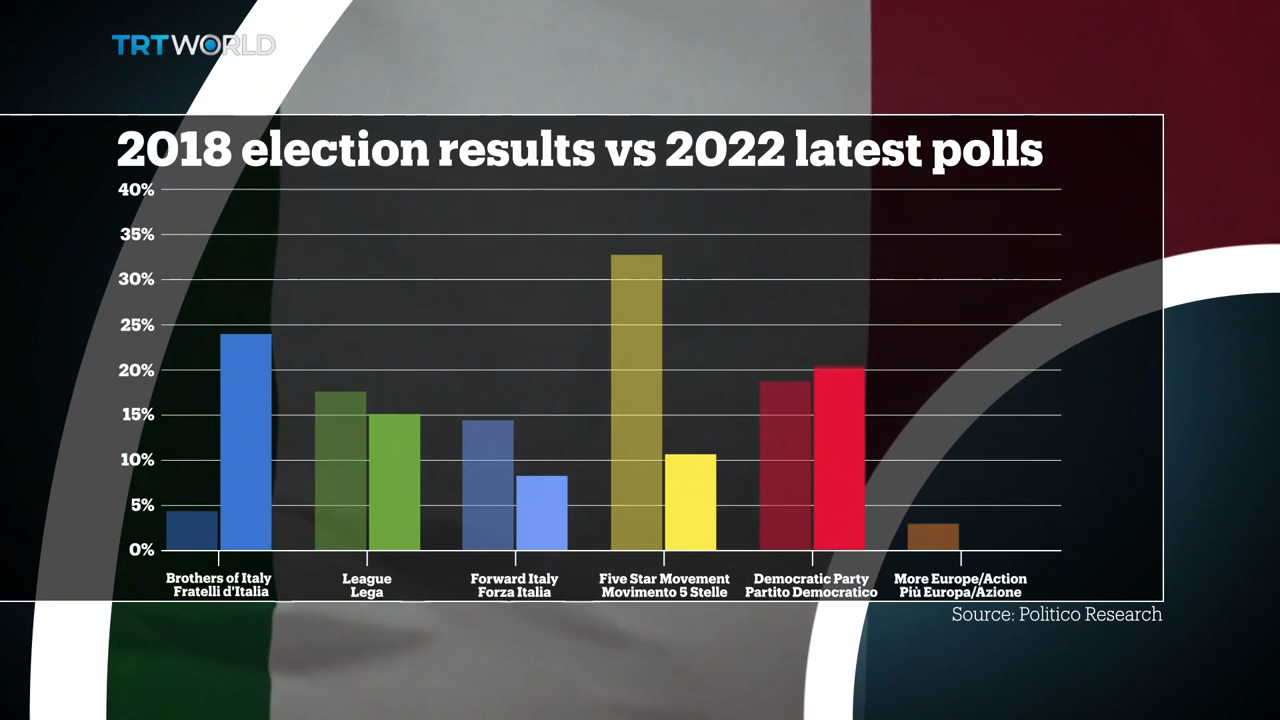 TRT WORLD
2018 election results vs 2022 latest polls
40%
35%
30%
25%
20%
15%
10%
5%
0%
Brothers of Italy
Fratelli d'Italia
League
Lega
Forward Italy
Forza Italia
Five Star Movement
Movimento 5 Stelle
Democratic Party
Partito Democratico
More Europe/Action
Più Europa/Azione
Source: Politico Research